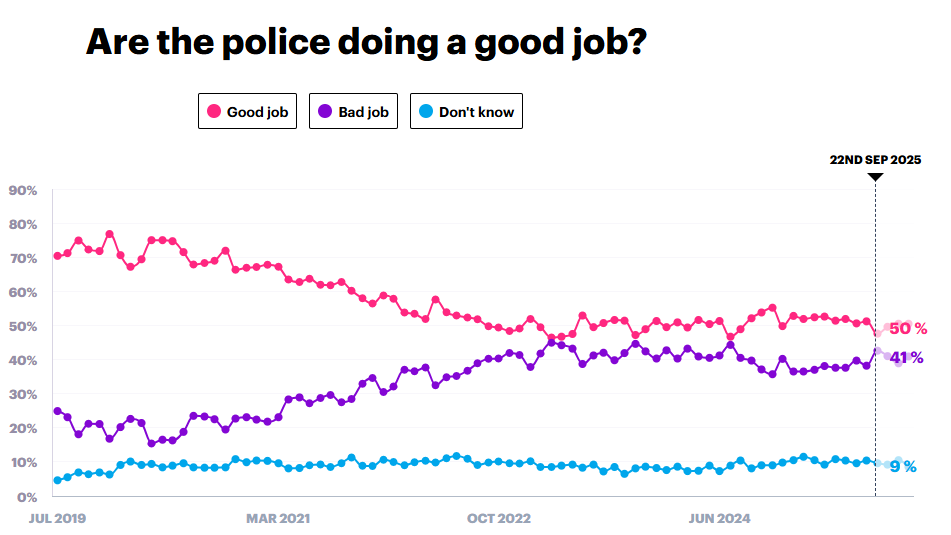 Are the police doing a good job?
Good job
Bad job
Don't know
22ND SEP 2025
90%
80%
70%
60%
50%
40%
30%
20%
10%
0%
50 %
41 %
9 %
JUL 2019
MAR 2021
OCT 2022
JUN 2024